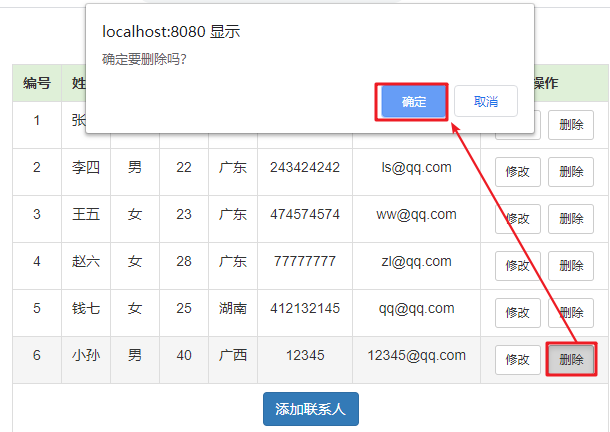 localhost:8080 显示
确定要删除吗?
确定 取消
编号 姓 操作
1 张 修改 删除
2 李四 男 22 广东 243424242 ls@qq.com 修改 删除
3 王五 女 23 广东 474574574 ww@qq.com 修改 删除
4 赵六 女 28 广东 77777777 zl@qq.com 修改 删除
5 钱七 女 25 湖南 412132145 qq@qq.com 修改 删除
6 小孙 男 40 广西 12345 12345@qq.com 修改 删除
添加联系人